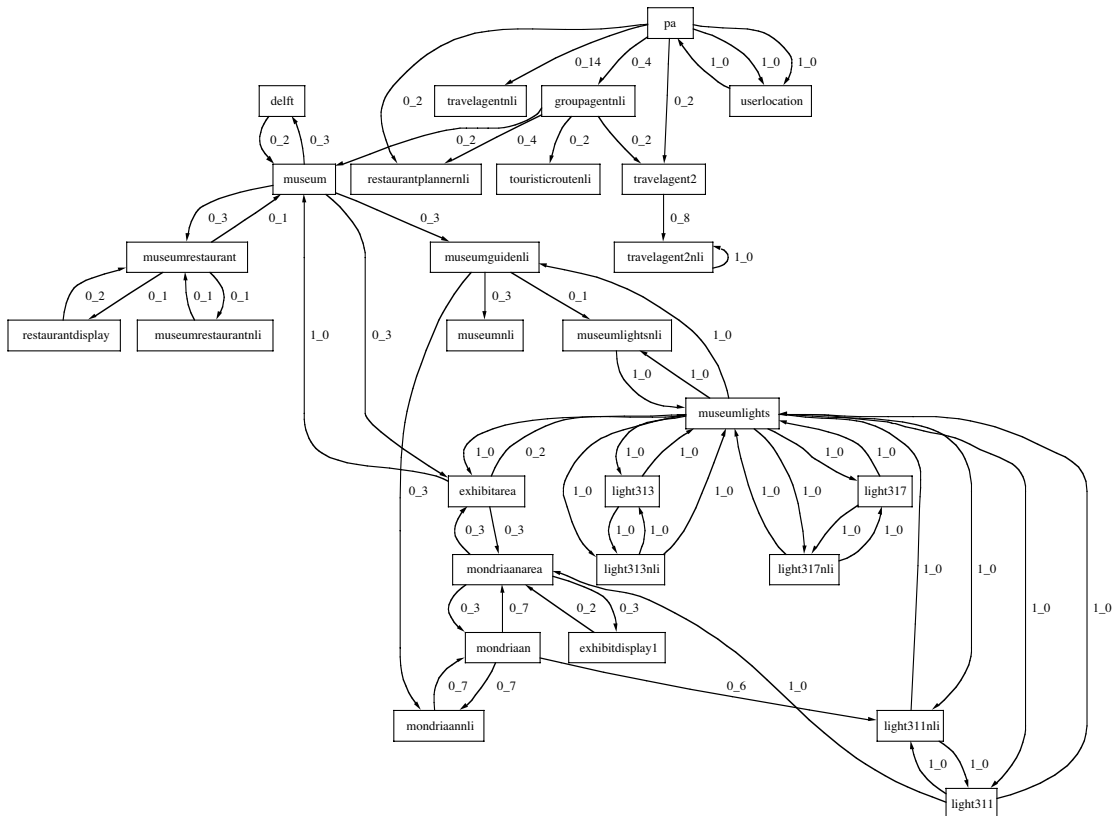 pa
0_14 0_4 1_0 1_0 1_0
delft travelagentnli groupagentnli userlocation
0_2 0_2
0_2 0_3 0_2 0_4 0_2 0_2
museum restaurantplannernli touristicroutenli travelagent2
0_3 0_1 0_3 0_8
museumrestaurant museumguidenli travelagent2nli 1_0
0_2 0_1 0_1 0_1 0_3 0_1
restaurantdisplay museumrestaurantnli 1_0 0_3 museumnli museumlightsnli 1_0
1_0 1_0
museumlights
1_0 0_2 1_0 1_0 1_0 1_0
0_3 exhibitarea 1_0 light313 1_0 1_0 1_0 light317
0_3 0_3 1_0 1_0 1_0 1_0
mondriaanarea light313nli light317nli 1_0 1_0
0_3 0_7 0_2 0_3 1_0 1_0
mondriaan exhibitdisplay1
0_7 0_7 0_6 1_0
mondriaannli light311nli
1_0 1_0
light311